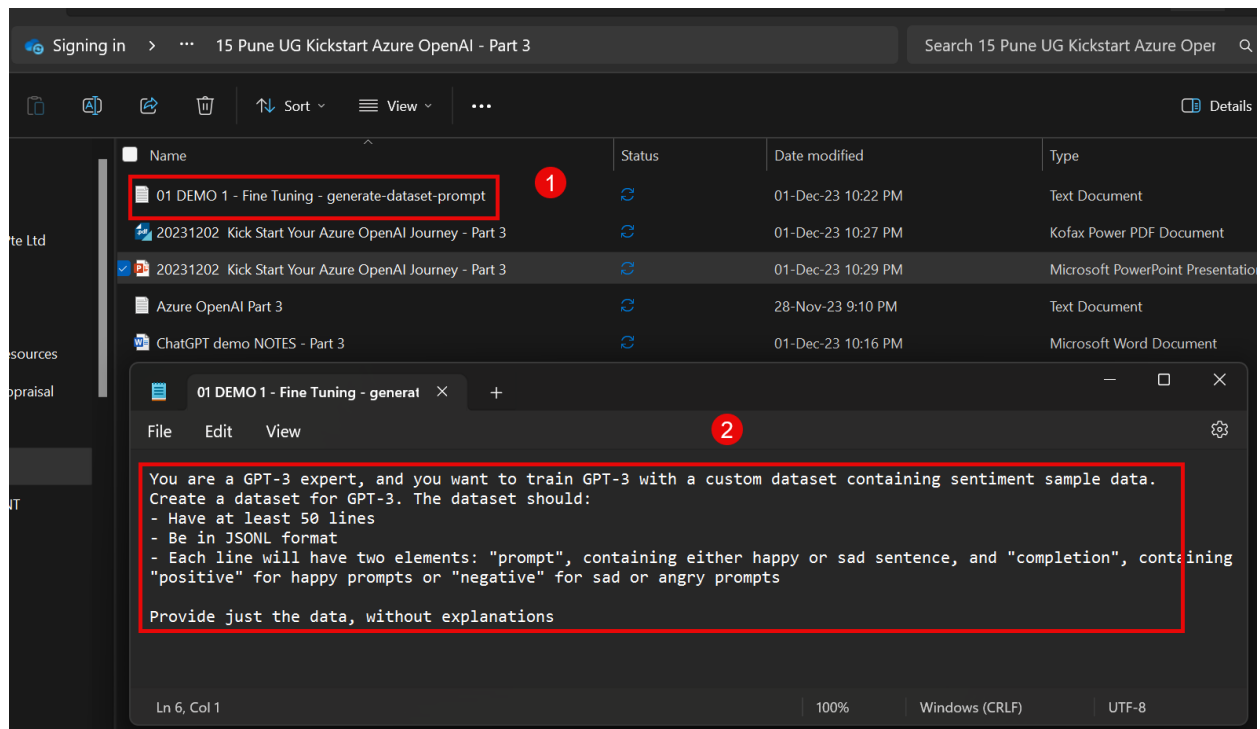 Signing in > ··· 15 Pune UG Kickstart Azure OpenAI - Part 3
Search 15 Pune UG Kickstart Azure Oper
Sort
View
Details
Name Status Date modified Type
01 DEMO 1 - Fine Tuning - generate-dataset-prompt 01-Dec-23 10:22 PM Text Document
1
20231202 Kick Start Your Azure OpenAI Journey - Part 3 01-Dec-23 10:27 PM Kofax Power PDF Document
20231202 Kick Start Your Azure OpenAI Journey - Part 3 01-Dec-23 10:29 PM Microsoft PowerPoint Presentatio
Azure OpenAI Part 3 28-Nov-23 9:10 PM Text Document
ChatGPT demo NOTES - Part 3 01-Dec-23 10:16 PM Microsoft Word Document
te Ltd
esources
ppraisal
NT
01 DEMO 1 - Fine Tuning - generat
File Edit View
2
You are a GPT-3 expert, and you want to train GPT-3 with a custom dataset containing sentiment sample data.
Create a dataset for GPT-3. The dataset should:
- Have at least 50 lines
- Be in JSONL format
- Each line will have two elements: "prompt", containing either happy or sad sentence, and "completion", containing
"positive" for happy prompts or "negative" for sad or angry prompts
Provide just the data, without explanations
Ln 6, Col 1 100% Windows (CRLF) UTF-8